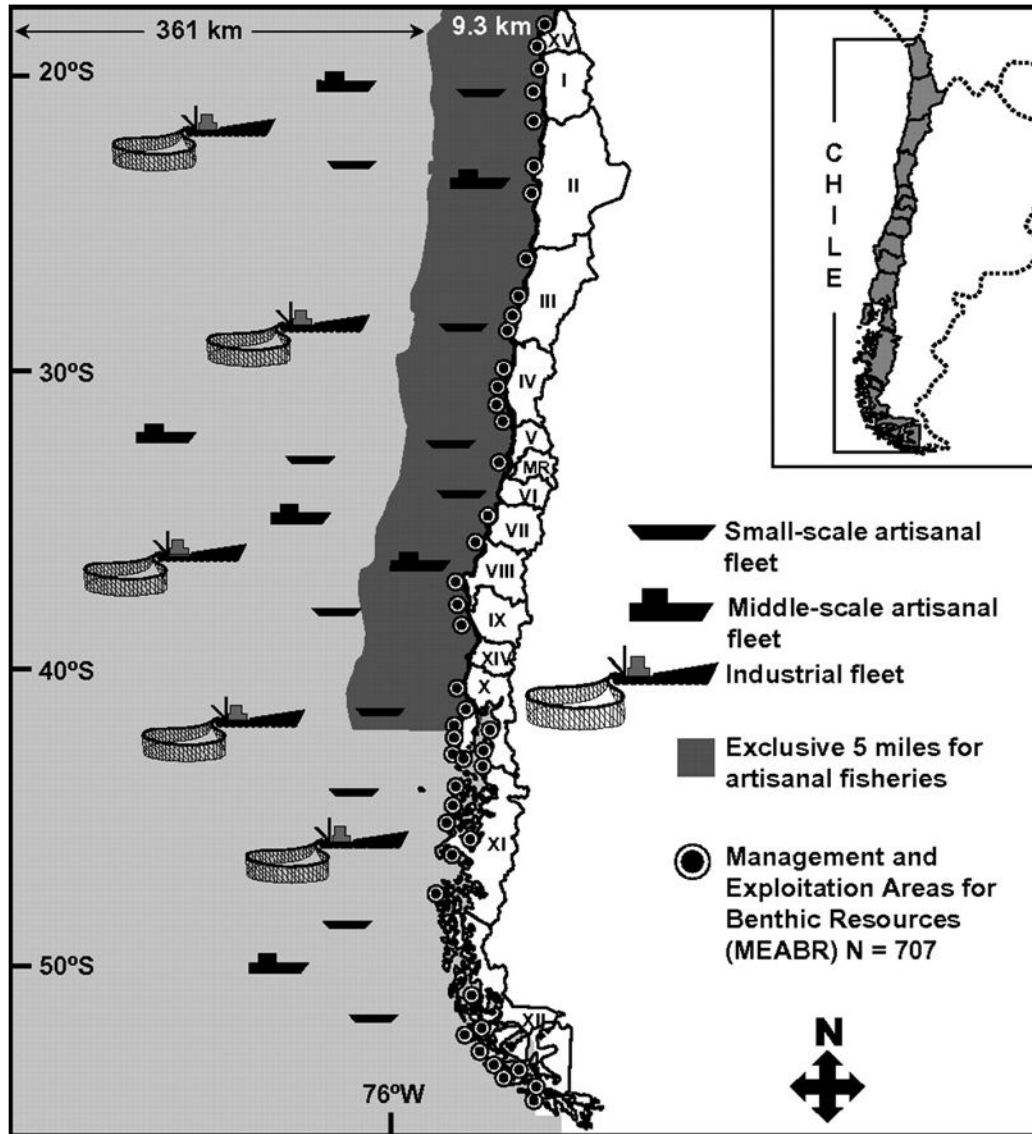 361 km
9.3 km
20ºS
30ºS
40ºS
50ºS
76ºW
XV
I
II
III
IV
V
MR
VI
VII
VIII
IX
XIV
X
XI
XII
CHILE
Small-scale artisanal
fleet
Middle-scale artisanal
fleet
Industrial fleet
Exclusive 5 miles for
artisanal fisheries
Management and
Exploitation Areas for
Benthic Resources
(MEABR) N = 707
N